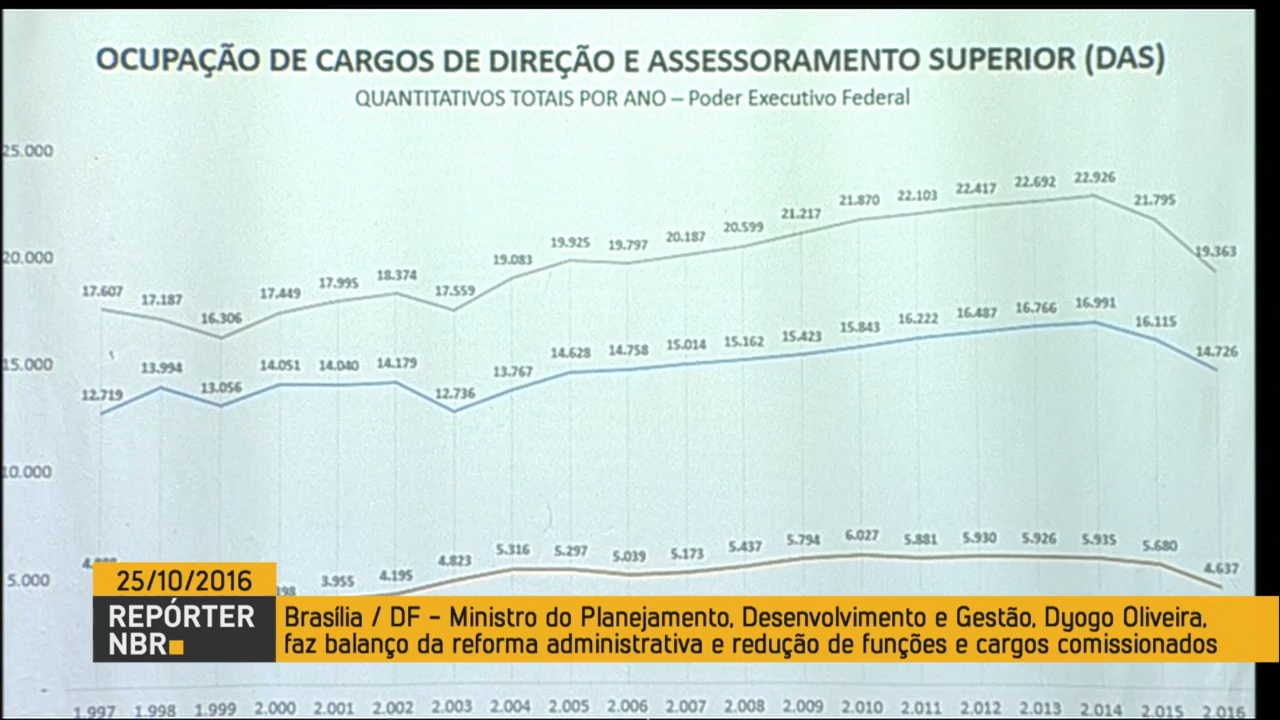 OCUPAÇÃO DE CARGOS DE DIREÇÃO E ASSESSORAMENTO SUPERIOR (DAS)
QUANTITATIVOS TOTAIS POR ANO – Poder Executivo Federal
25.000
20.000
15.000
10.000
5.000
-
17.607 17.187 16.306 17.449 17.995 18.374 17.559 19.083 19.925 19.797 20.187 20.599 21.217 21.870 22.103 22.417 22.692 22.926 21.795 19.363
12.719 13.994 13.056 14.051 14.040 14.179 12.736 13.767 14.628 14.758 15.014 15.162 15.423 15.843 16.222 16.487 16.766 16.991 16.115 14.726
3.955 4.195 4.823 5.316 5.297 5.039 5.173 5.437 5.794 6.027 5.881 5.930 5.926 5.935 5.680 4.637
25/10/2016
REPÓRTER
NBR
Brasília / DF - Ministro do Planejamento, Desenvolvimento e Gestão, Dyogo Oliveira,
faz balanço da reforma administrativa e redução de funções e cargos comissionados
1.997 1.998 1.999 2.000 2.001 2.002 2.003 2.004 2.005 2.006 2.007 2.008 2.009 2.010 2.011 2.012 2.013 2.014 2.015 2.016